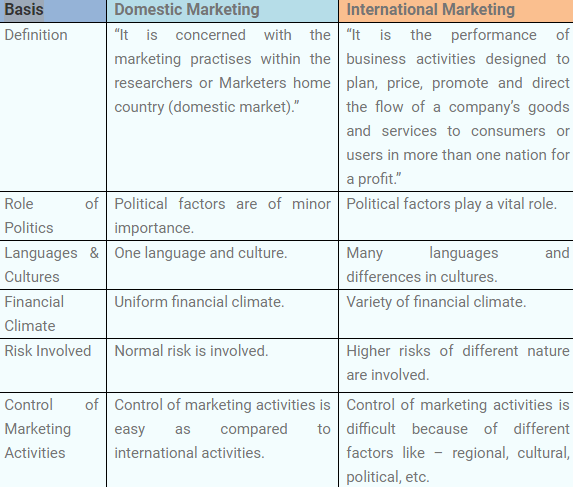 Basis Domestic Marketing International Marketing
Definition
“It is concerned with the
marketing practises within the
researchers or Marketers home
country (domestic market).”
“It is the performance of
business activities designed to
plan, price, promote and direct
the flow of a company’s goods
and services to consumers or
users in more than one nation for
a profit.”
Role of
Politics
Political factors are of minor
importance.
Political factors play a vital role.
Languages &
Cultures
One language and culture.
Many languages and
differences in cultures.
Financial
Climate
Uniform financial climate.
Variety of financial climate.
Risk Involved
Normal risk is involved.
Higher risks of different nature
are involved.
Control of
Marketing
Activities
Control of marketing activities is
easy as compared to
international activities.
Control of marketing activities is
difficult because of different
factors like – regional, cultural,
political, etc.